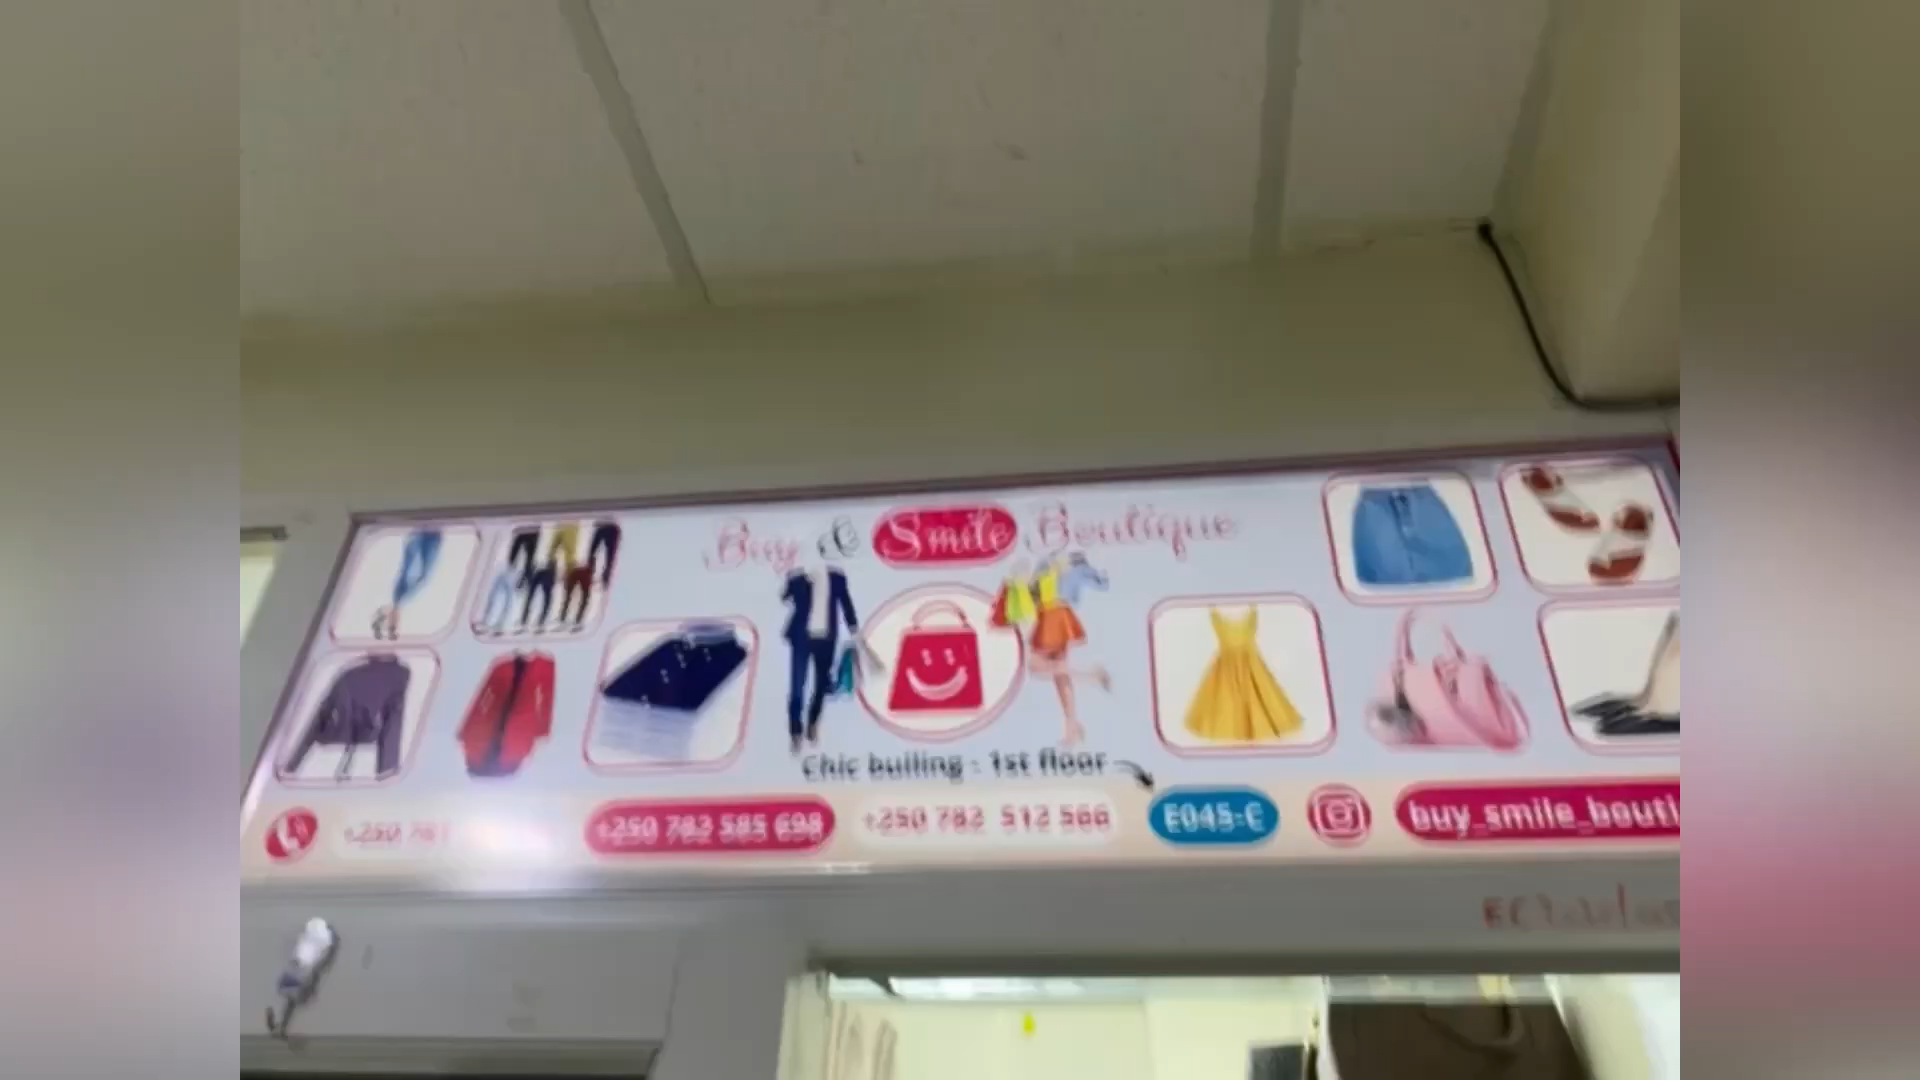 Buy & Smile Boutique
Chic builing - 1st floor
+250 783 585 698
+250 782 512 566
E045-C
buy_smile_bouti